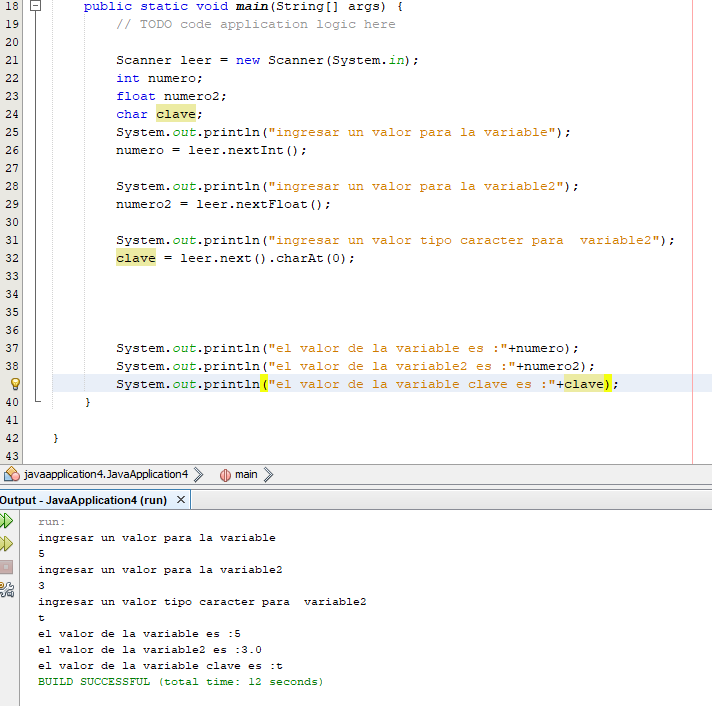 18 public static void main(String[] args) {
19 // TODO code application logic here
20
21 Scanner leer = new Scanner(System.in);
22 int numero;
23 float numero2;
24 char clave;
25 System.out.println("ingresar un valor para la variable");
26 numero = leer.nextInt();
27
28 System.out.println("ingresar un valor para la variable2");
29 numero2 = leer.nextFloat();
30
31 System.out.println("ingresar un valor tipo caracter para  variable2");
32 clave = leer.next().charAt(0);
33
34
35
36
37 System.out.println("el valor de la variable es :"+numero);
38 System.out.println("el valor de la variable2 es :"+numero2);
System.out.println("el valor de la variable clave es :"+clave);
40 }
41
42 }
43
javaapplication4.JavaApplication4 main
Output - JavaApplication4 (run) ×
run:
ingresar un valor para la variable
5
ingresar un valor para la variable2
3
ingresar un valor tipo caracter para  variable2
t
el valor de la variable es :5
el valor de la variable2 es :3.0
el valor de la variable clave es :t
BUILD SUCCESSFUL (total time: 12 seconds)